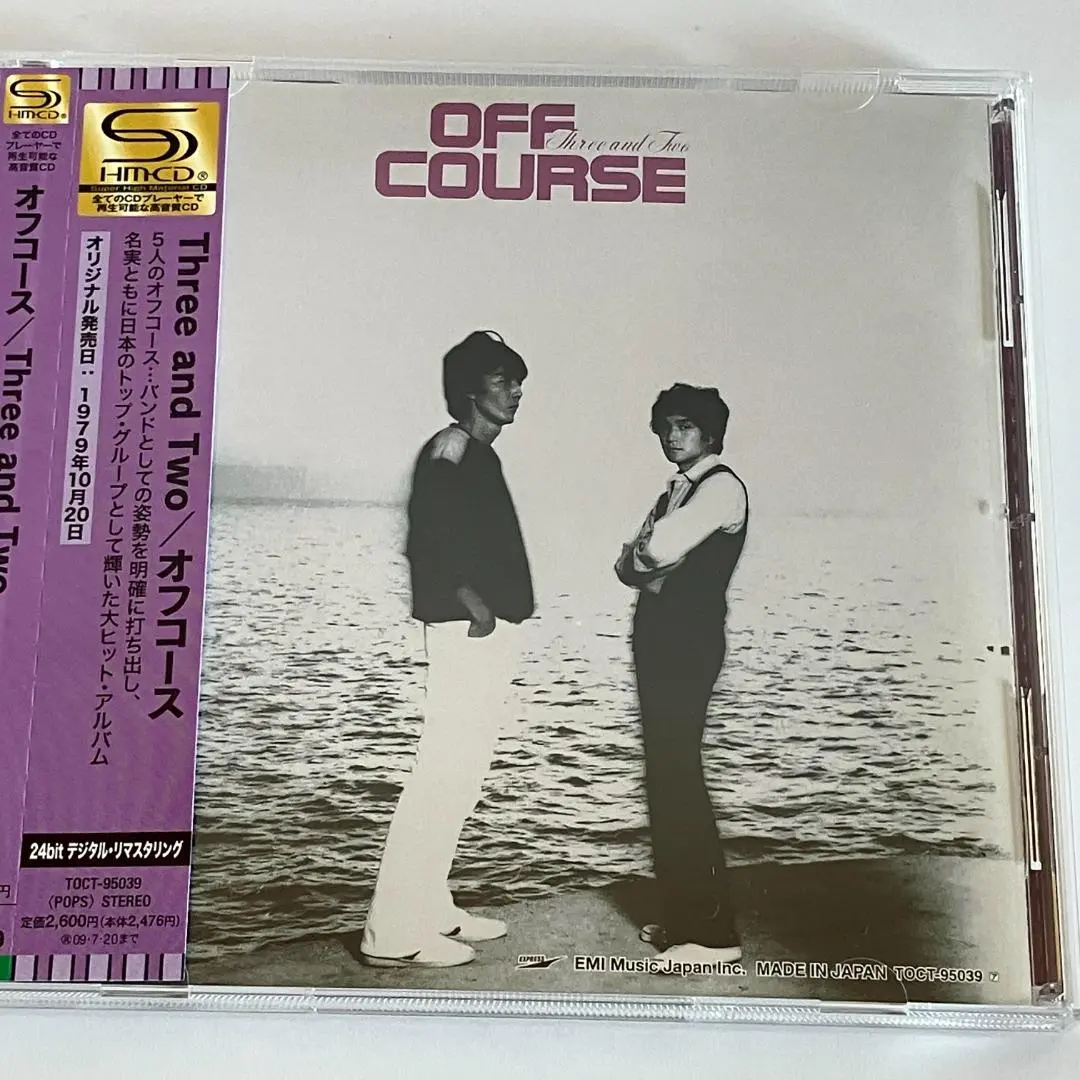 SHM-CD®
全てのCD
プレーヤーで
再生可能な
高音質CD
オフコース/Three and Two
円
9
SHM-CD®
Super High Material CD
全てのCDプレーヤーで
再生可能な高音質CD
Three and Two/オフコース
5人のオフコース…バンドとしての姿勢を明確に打ち出し、
名実ともに日本のトップ・グループとして輝いた大ヒット・アルバム
オリジナル発売日:1979年10月20日
24bit デジタル・リマスタリング
TOCT-95039
〈POPS〉 STEREO
定価2,600円(本体2,476円)
㋿09・7・20まで
OFF
Three and Two
COURSE
EXPRESS
EMI Music Japan Inc. MADE IN JAPAN TOCT-95039 ア